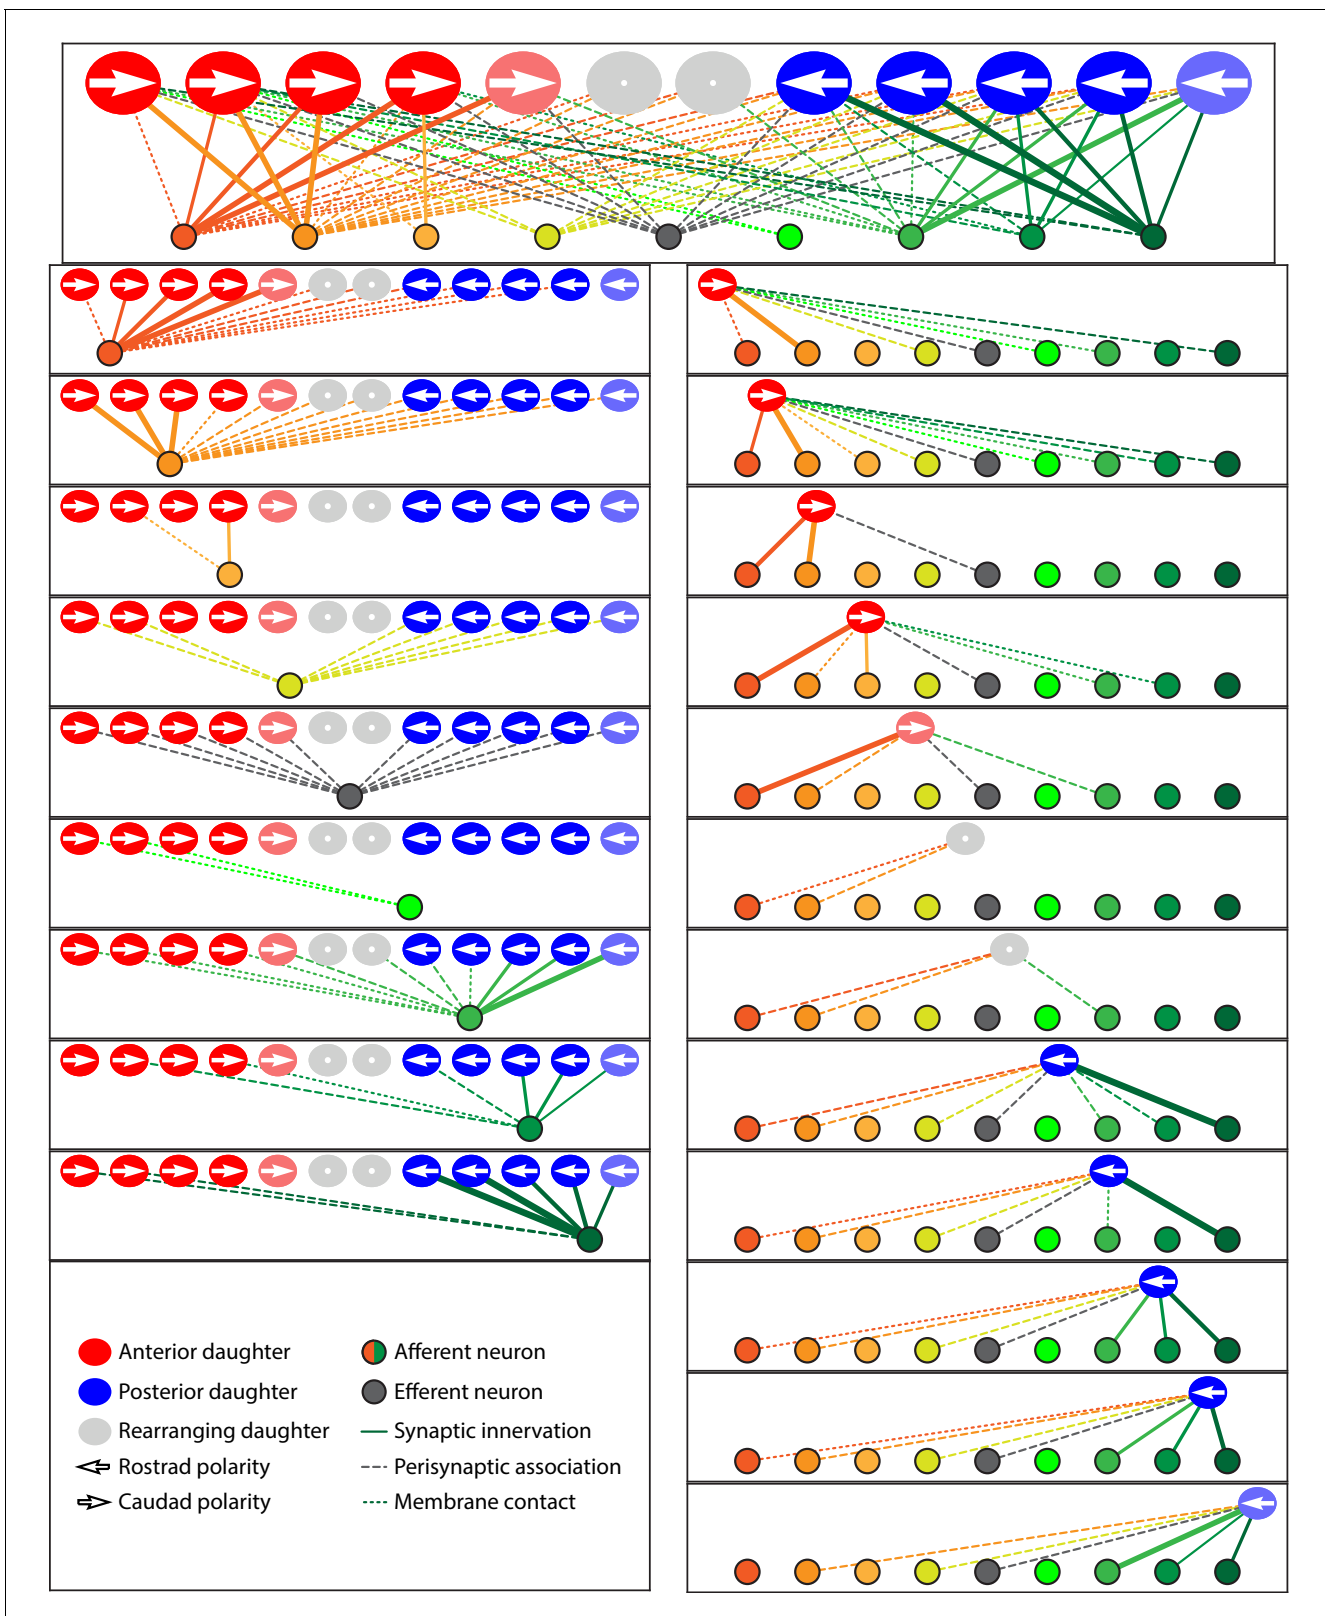 Anterior daughter
Posterior daughter
Rearranging daughter
Rostrad polarity
Caudad polarity
Afferent neuron
Efferent neuron
Synaptic innervation
Perisynaptic association
Membrane contact